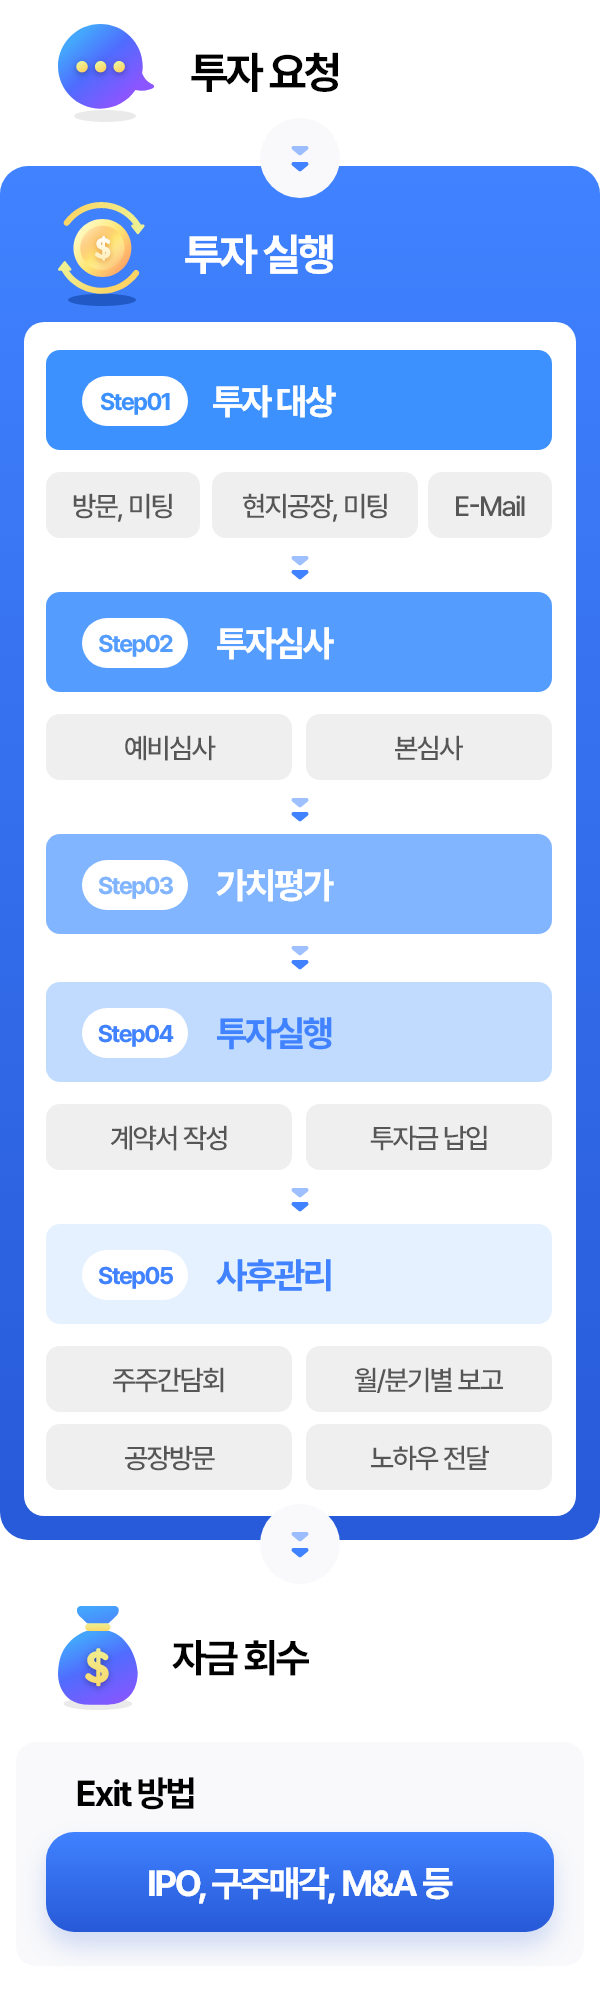 투자 요청
투자 실행
Step01 투자 대상
방문, 미팅 현지공장, 미팅 E-Mail
Step02 투자심사
예비심사 본심사
Step03 가치평가
Step04 투자실행
계약서 작성 투자금 납입
Step05 사후관리
주주간담회 월/분기별 보고
공장방문 노하우 전달
자금 회수
Exit 방법
IPO, 구주매각, M&A 등